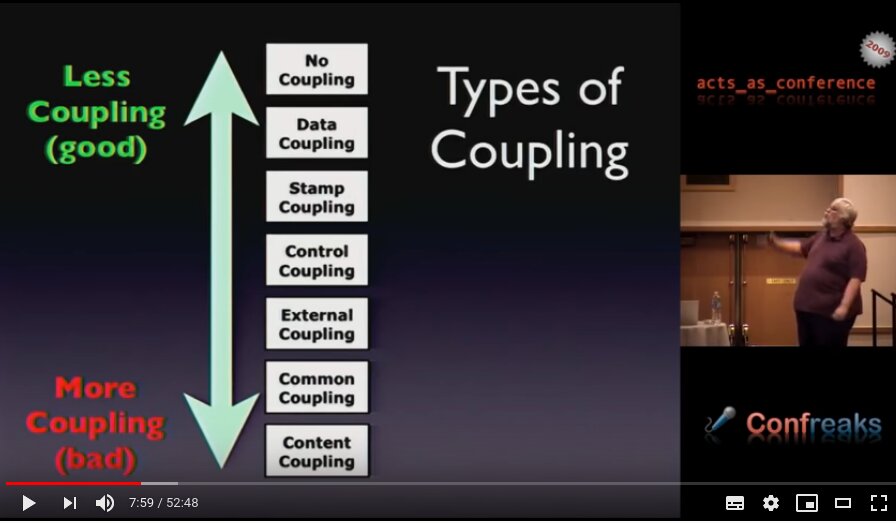 Less
Coupling
(good)
More
Coupling
(bad)
No
Coupling
Data
Coupling
Stamp
Coupling
Control
Coupling
External
Coupling
Common
Coupling
Content
Coupling
Types of
Coupling
2009
acts_as_conference
Confreaks
7:59 / 52:48